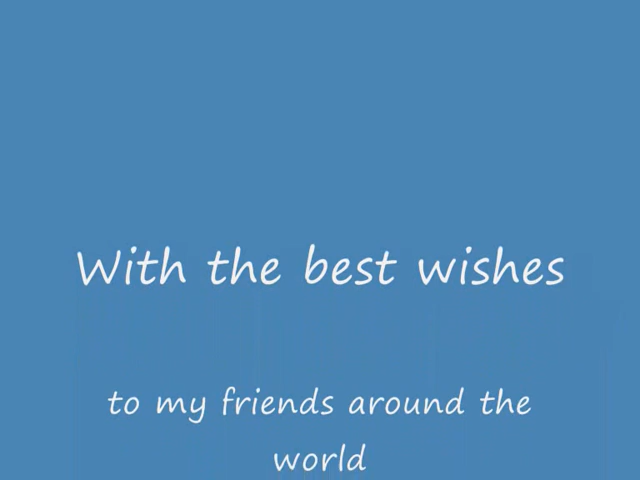 With the best wishes
to my friends around the
world